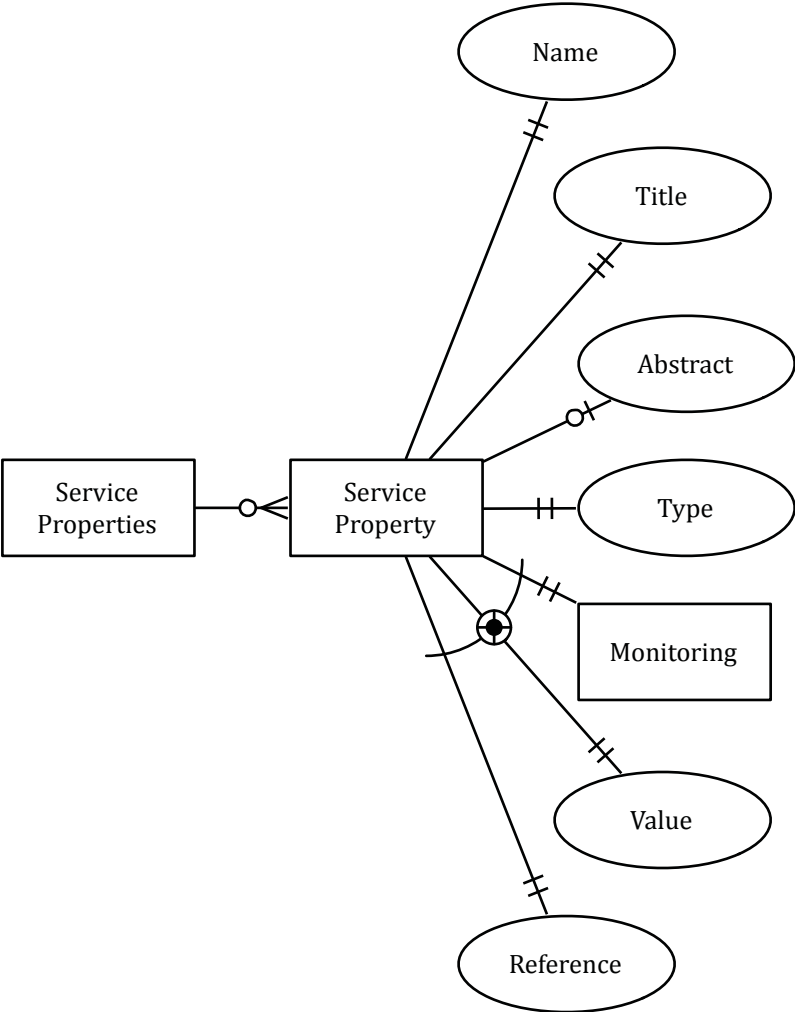 Name
Title
Abstract
Service
Properties
Service
Property
Type
Monitoring
Value
Reference